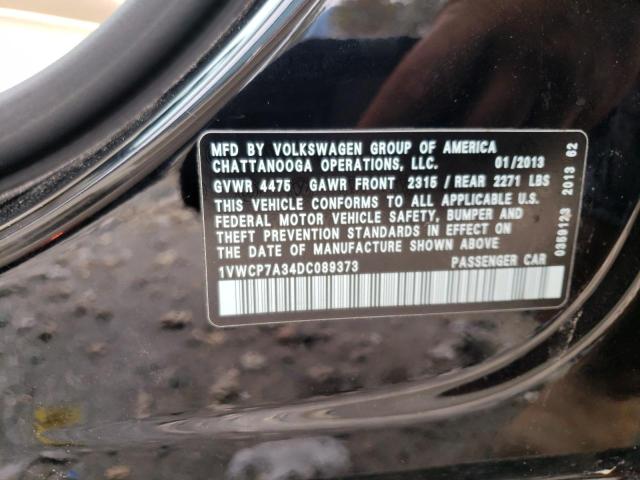 MFD BY VOLKSWAGEN GROUP OF AMERICA
CHATTANOOGA OPERATIONS, LLC. 01/2013
GVWR 4475 GAWR FRONT 2315 / REAR 2271 LBS
THIS VEHICLE CONFORMS TO ALL APPLICABLE U.S.
FEDERAL MOTOR VEHICLE SAFETY, BUMPER AND
THEFT PREVENTION STANDARDS IN EFFECT ON
THE DATE OF MANUFACTURE SHOWN ABOVE
1VWCP7A34DC089373 PASSENGER CAR
0359123 2013 62